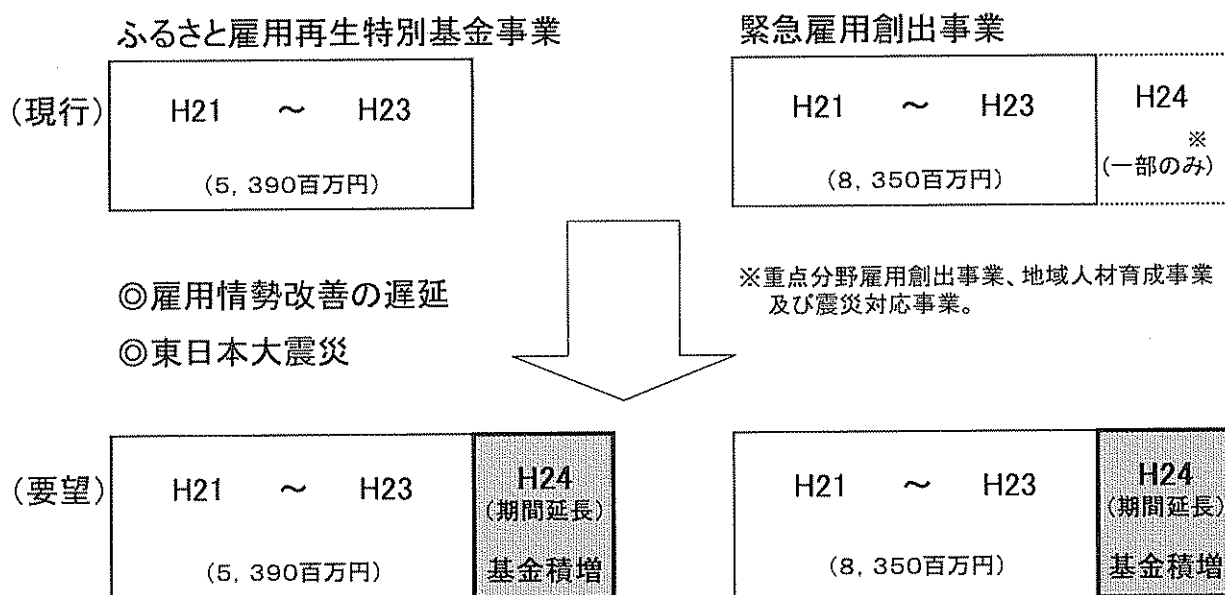 ふるさと雇用再生特別基金事業
緊急雇用創出事業
(現行)
H21 ～ H23
(5,390百万円)
H21 ～ H23
(8,350百万円)
H24
※
(一部のみ)
◎雇用情勢改善の遅延
◎東日本大震災
※重点分野雇用創出事業、地域人材育成事業
及び震災対応事業。
(要望)
H21 ～ H23
(5,390百万円)
H24
(期間延長)
基金積増
H21 ～ H23
(8,350百万円)
H24
(期間延長)
基金積増